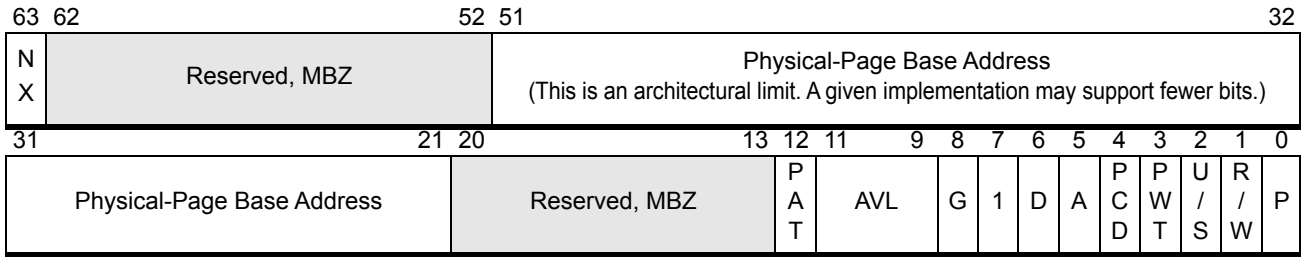 63 62 52 51 32
N
X
Reserved, MBZ
Physical-Page Base Address
(This is an architectural limit. A given implementation may support fewer bits.)
31 21 20 13 12 11 9 8 7 6 5 4 3 2 1 0
Physical-Page Base Address
Reserved, MBZ
P
A
T
AVL
G
1
D
A
P
C
D
P
W
T
U
/
S
R
/
W
P